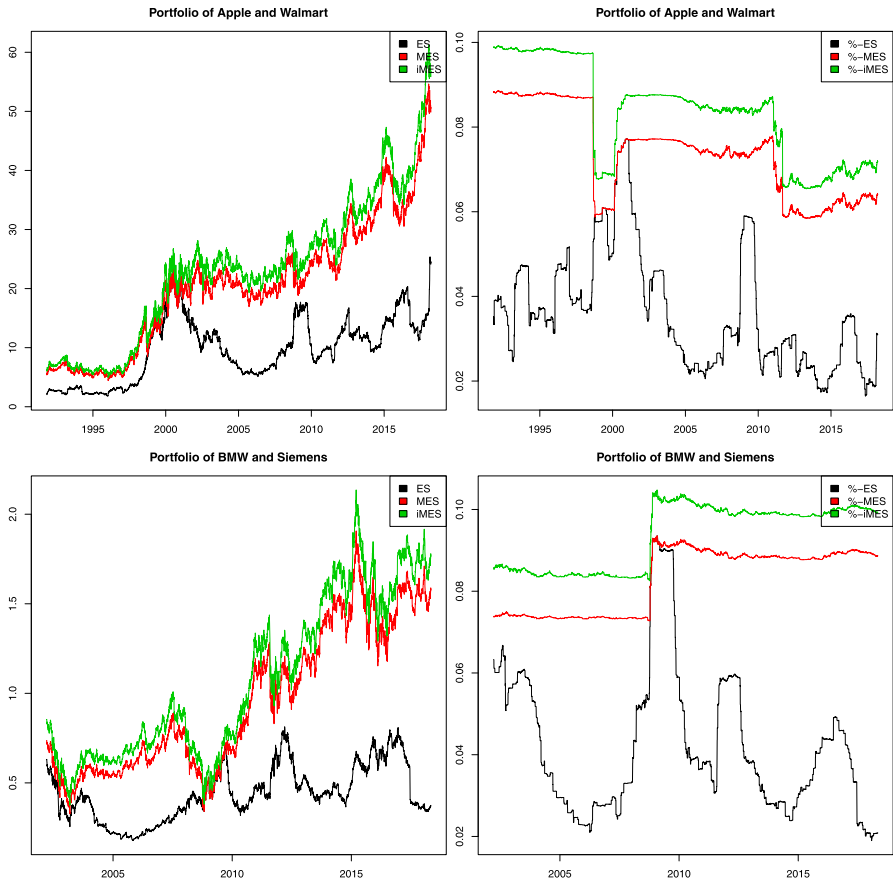 Portfolio of Apple and Walmart
ES
MES
iMES
60
50
40
30
20
10
0
1995
2000
2005
2010
2015
Portfolio of Apple and Walmart
%−ES
%−MES
%−iMES
0.10
0.08
0.06
0.04
0.02
1995
2000
2005
2010
2015
Portfolio of BMW and Siemens
ES
MES
iMES
2.0
1.5
1.0
0.5
2005
2010
2015
Portfolio of BMW and Siemens
%−ES
%−MES
%−iMES
0.10
0.08
0.06
0.04
0.02
2005
2010
2015